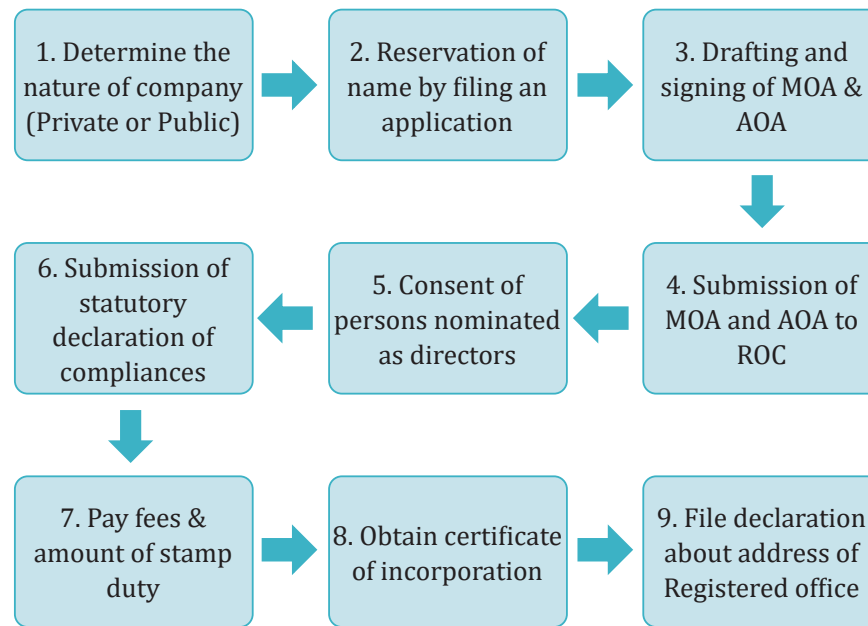 1. Determine the
nature of company
(Private or Public)
2. Reservation of
name by filing an
application
3. Drafting and
signing of MOA &
AOA
4. Submission of
MOA and AOA to
ROC
5. Consent of
persons nominated
as directors
6. Submission of
statutory
declaration of
compliances
7. Pay fees &
amount of stamp
duty
8. Obtain certificate
of incorporation
9. File declaration
about address of
Registered office